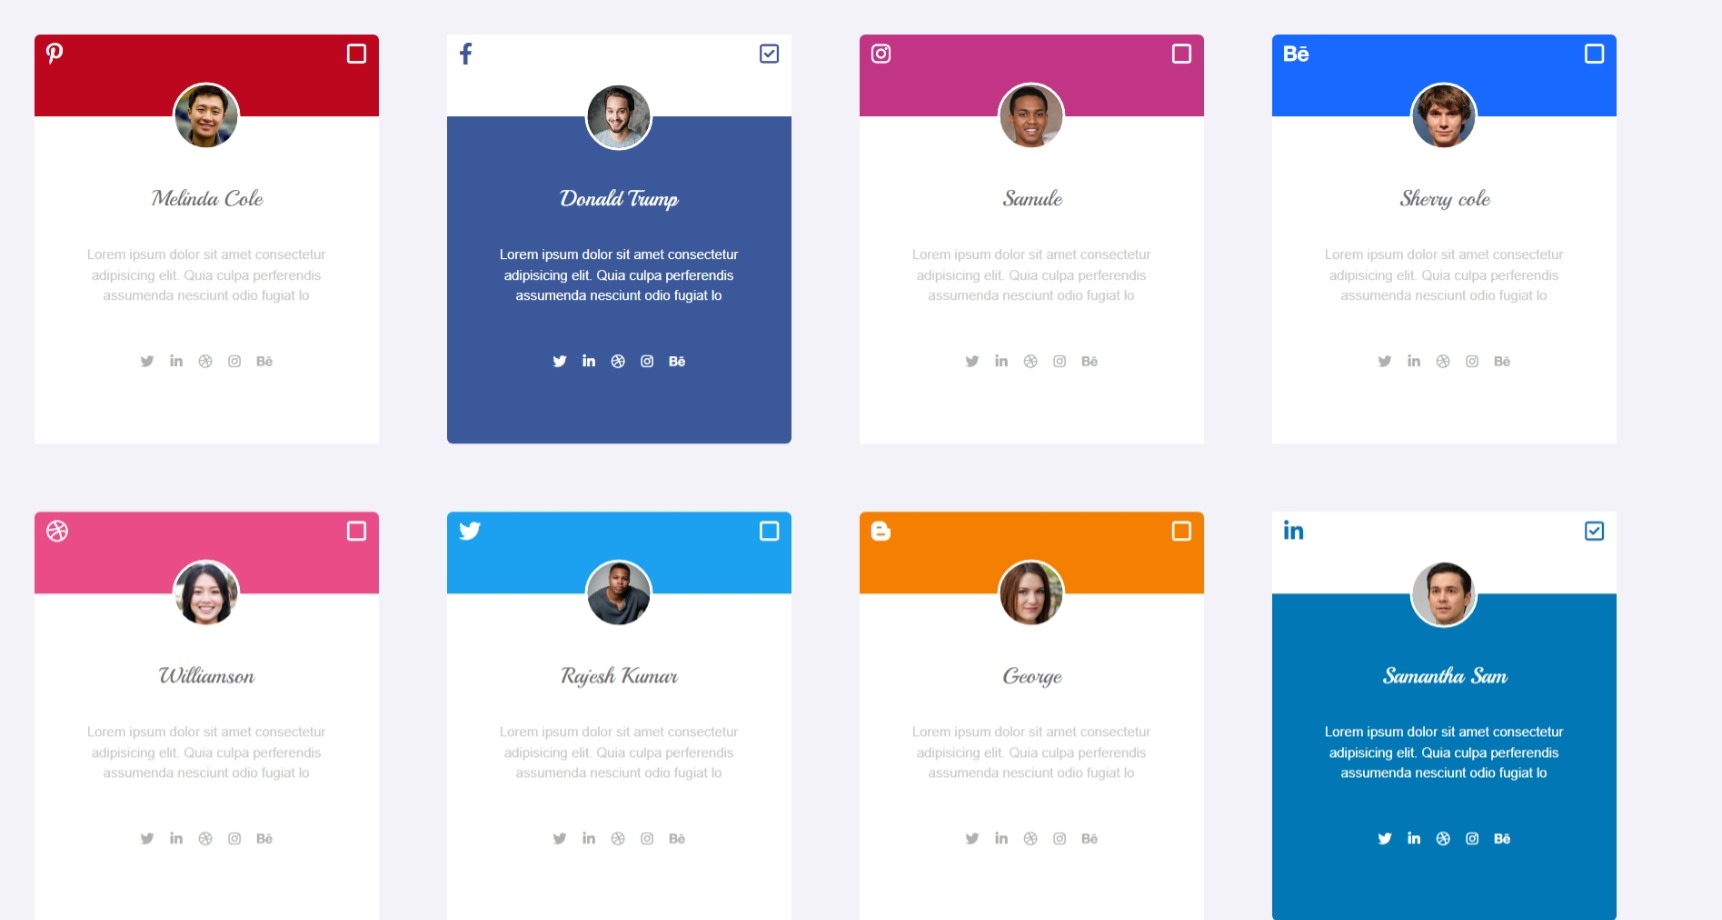 Bē
Melinda Cole
Lorem ipsum dolor sit amet consectetur
adipisicing elit. Quia culpa perferendis
assumenda nesciunt odio fugiat lo
in
Bē
Donald Trump
Lorem ipsum dolor sit amet consectetur
adipisicing elit. Quia culpa perferendis
assumenda nesciunt odio fugiat lo
in
Bē
Samule
Lorem ipsum dolor sit amet consectetur
adipisicing elit. Quia culpa perferendis
assumenda nesciunt odio fugiat lo
in
Bē
Sherry cole
Lorem ipsum dolor sit amet consectetur
adipisicing elit. Quia culpa perferendis
assumenda nesciunt odio fugiat lo
in
Bē
Williamson
Lorem ipsum dolor sit amet consectetur
adipisicing elit. Quia culpa perferendis
assumenda nesciunt odio fugiat lo
in
Bē
Rajesh Kumar
Lorem ipsum dolor sit amet consectetur
adipisicing elit. Quia culpa perferendis
assumenda nesciunt odio fugiat lo
in
Bē
George
Lorem ipsum dolor sit amet consectetur
adipisicing elit. Quia culpa perferendis
assumenda nesciunt odio fugiat lo
in
Bē
in
Samantha Sam
Lorem ipsum dolor sit amet consectetur
adipisicing elit. Quia culpa perferendis
assumenda nesciunt odio fugiat lo
in
Bē